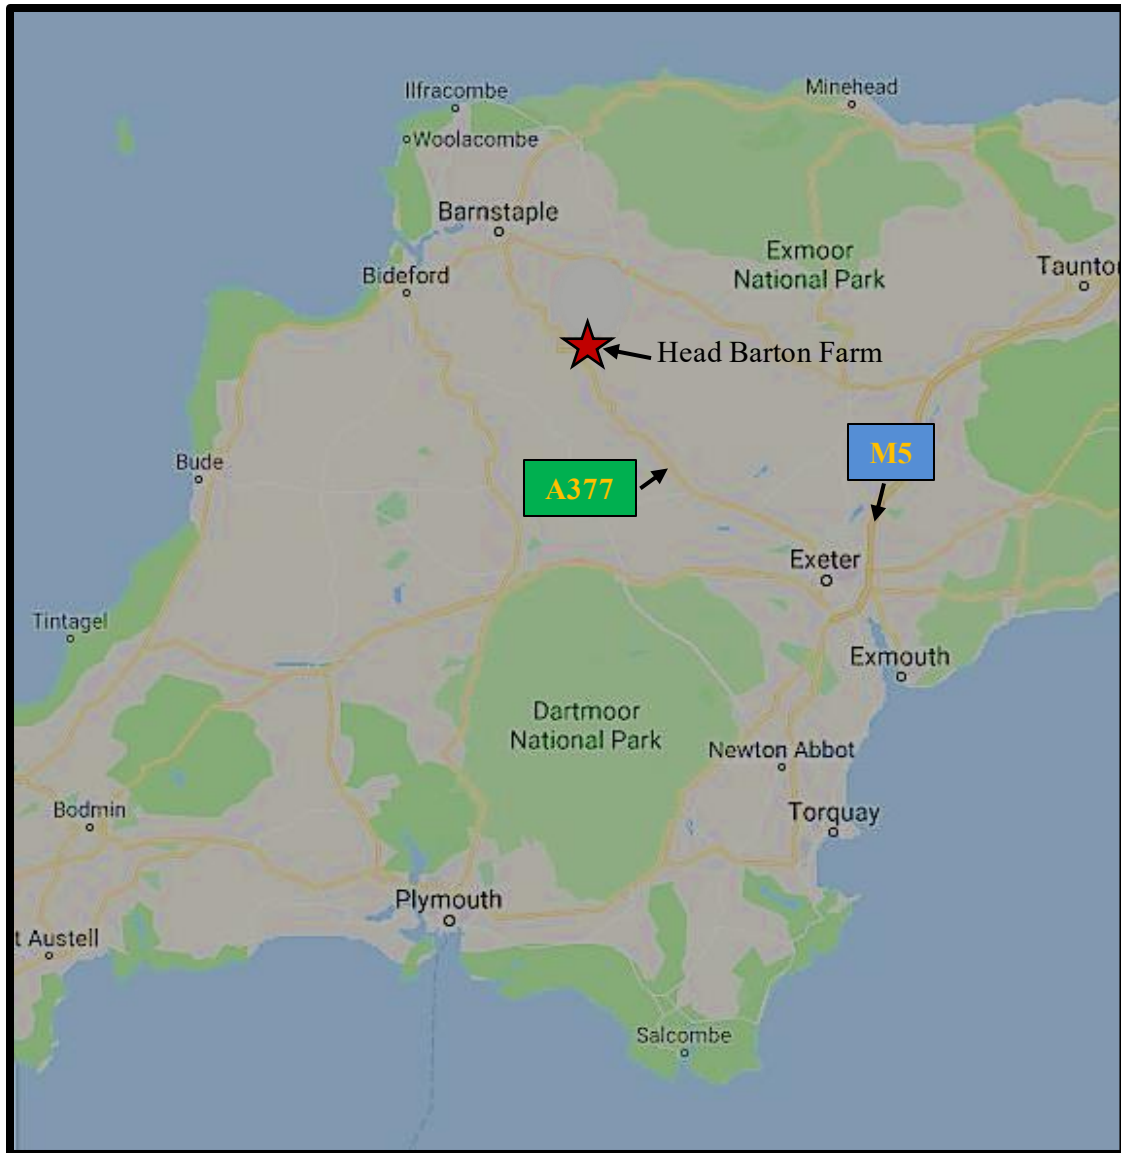 Ilfracombe
Minehead
Woolacombe
Barnstaple
Exmoor
National Park
Taunto
Bideford
Head Barton Farm
M5
Bude
A377
Exeter
Tintagel
Exmouth
Dartmoor
National Park
Newton Abbot
Bodmin
Torquay
Plymouth
t Austell
Salcombe